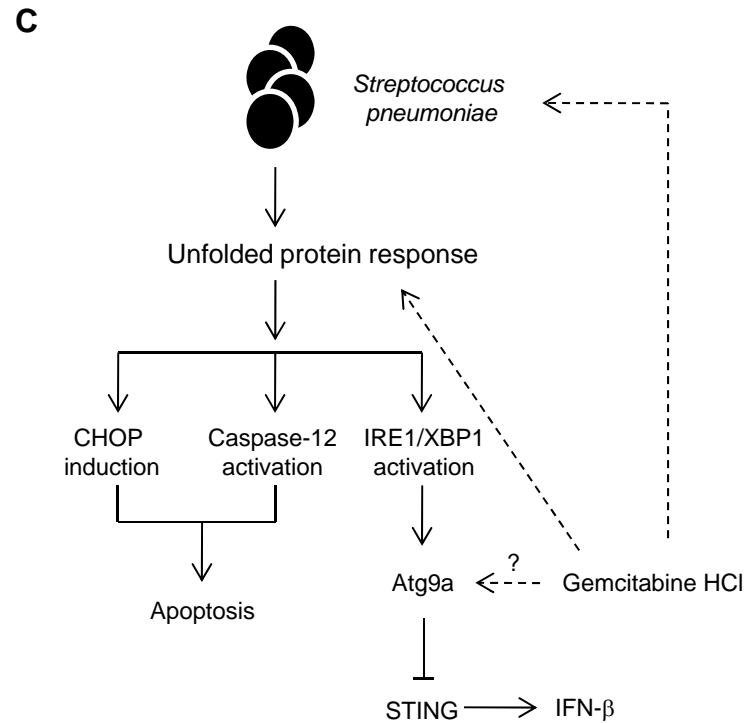 C
Streptococcus
pneumoniae
Unfolded protein response
CHOP
induction
Caspase-12
activation
IRE1/XBP1
activation
Apoptosis
Atg9a
?
Gemcitabine HCl
STING
IFN-β